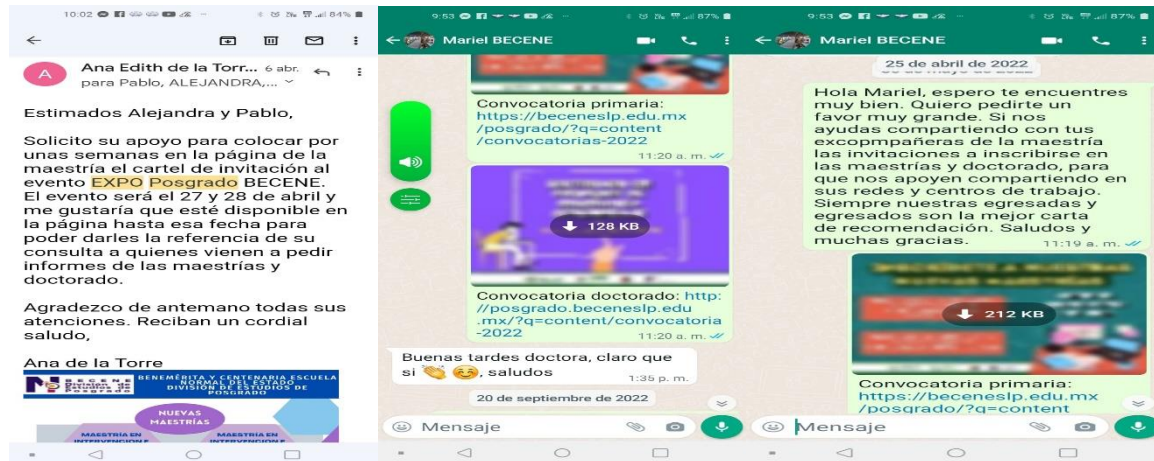 10:02
84%
Ana Edith de la Torr... 6 abr.
A
para Pablo, ALEJANDRA,...
Estimados Alejandra y Pablo,
Solicito su apoyo para colocar por
unas semanas en la página de la
maestría el cartel de invitación al
evento EXPO Posgrado BECENE.
El evento será el 27 y 28 de abril y
me gustaría que esté disponible en
la página hasta esa fecha para
poder darles la referencia de su
consulta a quienes vienen a pedir
informes de las maestrías y
doctorado.
Agradezco de antemano todas sus
atenciones. Reciban un cordial
saludo,
Ana de la Torre
BECENE
División de
Estudios de
Posgrado
BENEMÉRITA Y CENTENARIA ESCUELA
NORMAL DEL ESTADO
DIVISIÓN DE ESTUDIOS DE
POSGRADO
NUEVAS
MAESTRÍAS
MAESTRÍA EN
MAESTRÍA EN
9:53
87%
Mariel BECENE
Convocatoria primaria:
https://beceneslp.edu.mx
/posgrado/?q=content
/convocatorias-2022
11:20 a. m.
128 KB
Convocatoria doctorado: http:
//posgrado.beceneslp.edu
.mx/?q=content/convocatoria
-2022
11:20 a. m.
Buenas tardes doctora, claro que
si 👏 ☺️, saludos
1:35 p. m.
20 de septiembre de 2022
Mensaje
9:53
87%
Mariel BECENE
25 de abril de 2022
Hola Mariel, espero te encuentres
muy bien. Quiero pedirte un
favor muy grande. Si nos
ayudas compartiendo con tus
excopmpañeras de la maestría
las invitaciones a inscribirse en
las maestrías y doctorado, para
que nos apoyen compartiendo en
sus redes y centros de trabajo.
Siempre nuestras egresadas y
egresados son la mejor carta
de recomendación. Saludos y
muchas gracias.
11:19 a. m.
212 KB
Convocatoria primaria:
https://beceneslp.edu.mx
/posgrado/?q=content
Mensaje